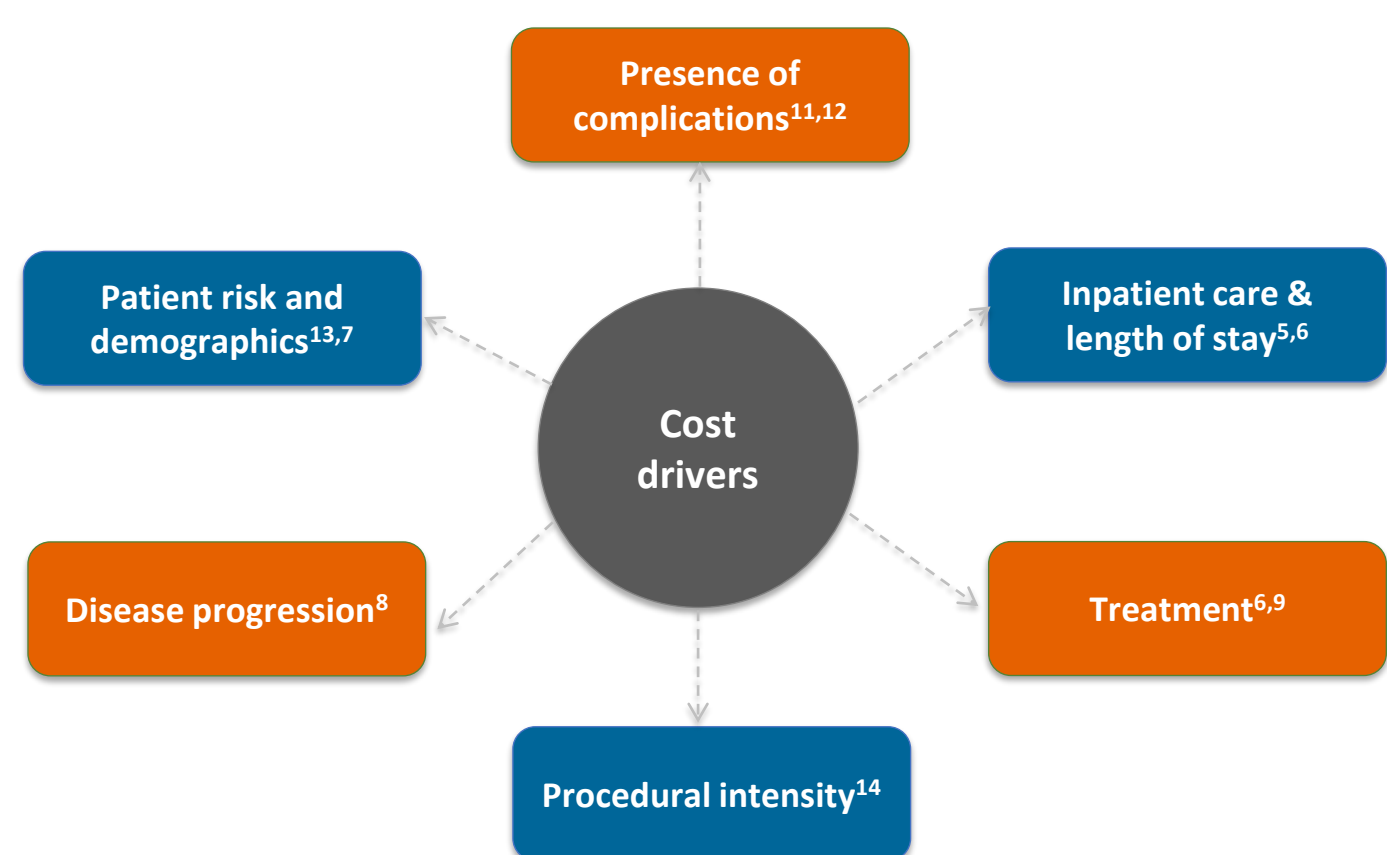 Presence of
complications11,12
Patient risk and
demographics13,7
Inpatient care &
length of stay5,6
Cost
drivers
Disease progression8
Treatment6,9
Procedural intensity14